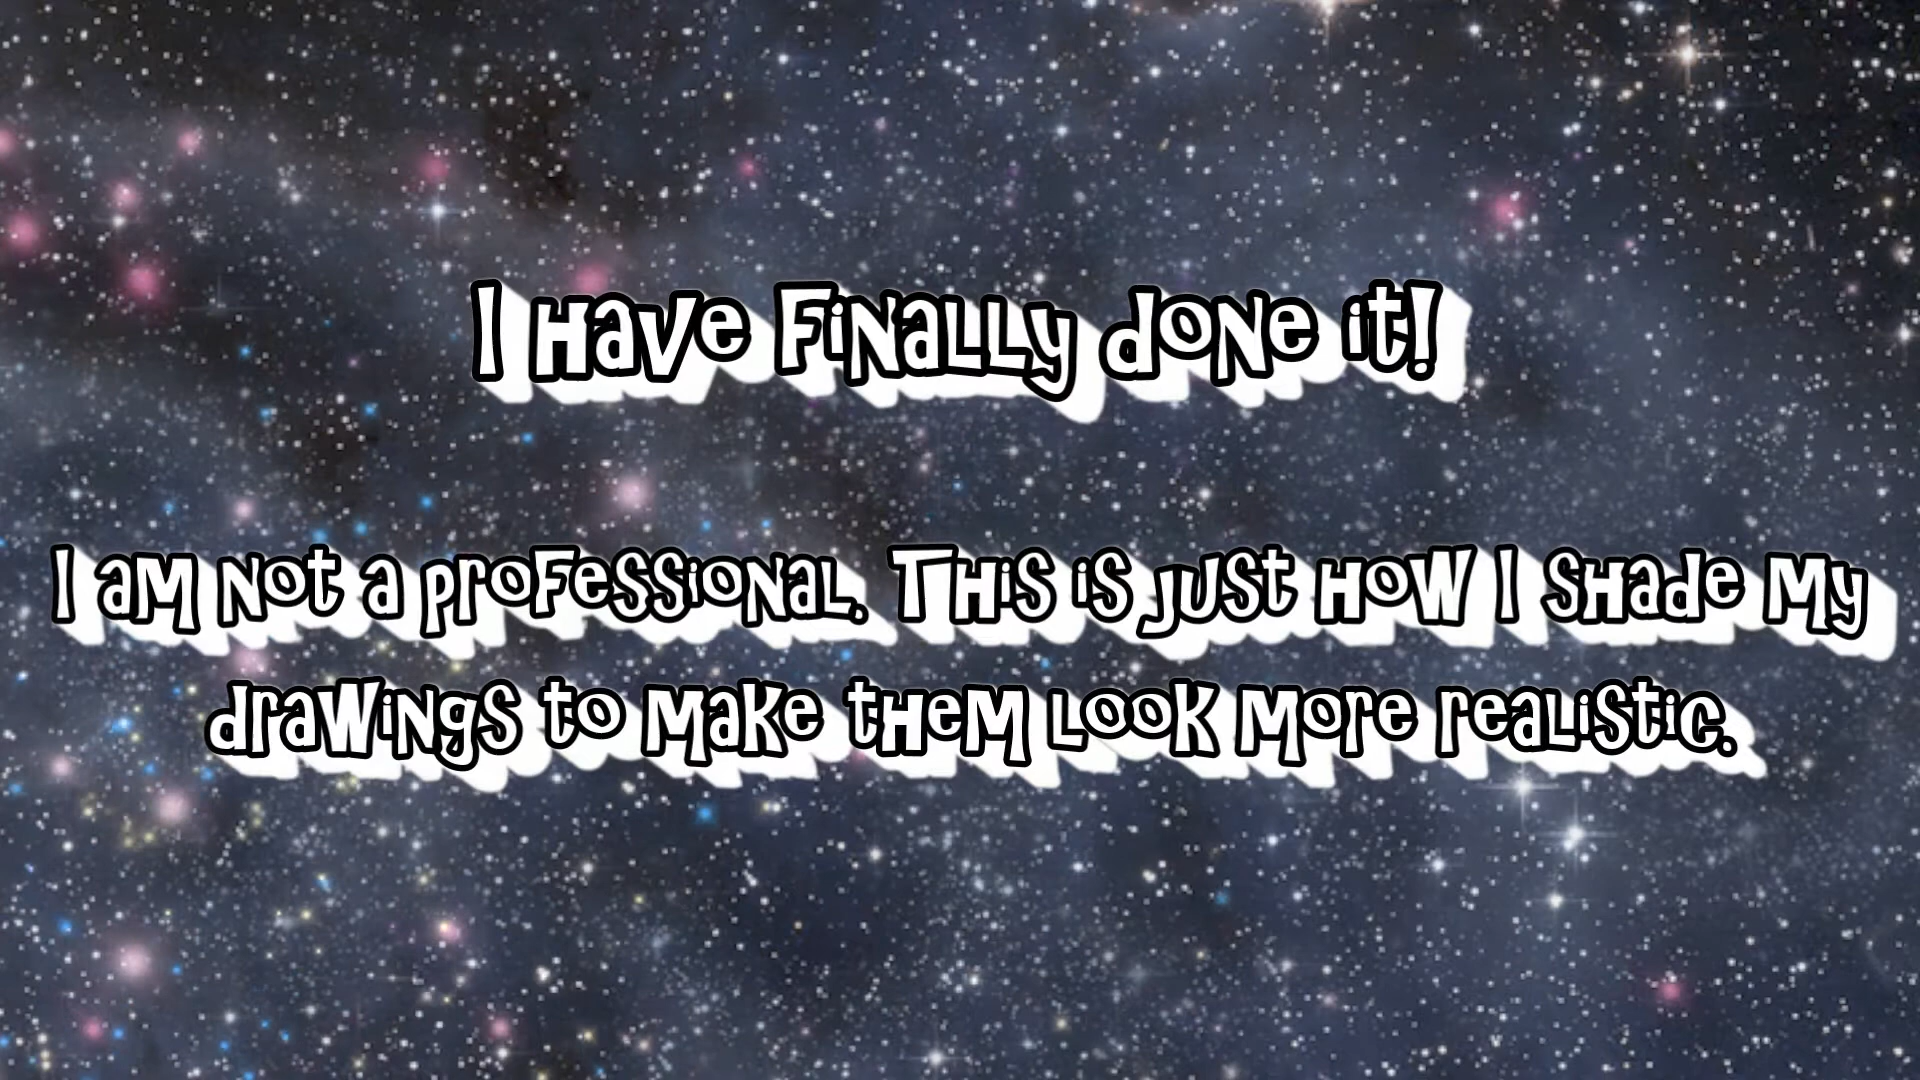 I have finally done it!
I am not a professional. This is just how I shade my
drawings to make them look more realistic.